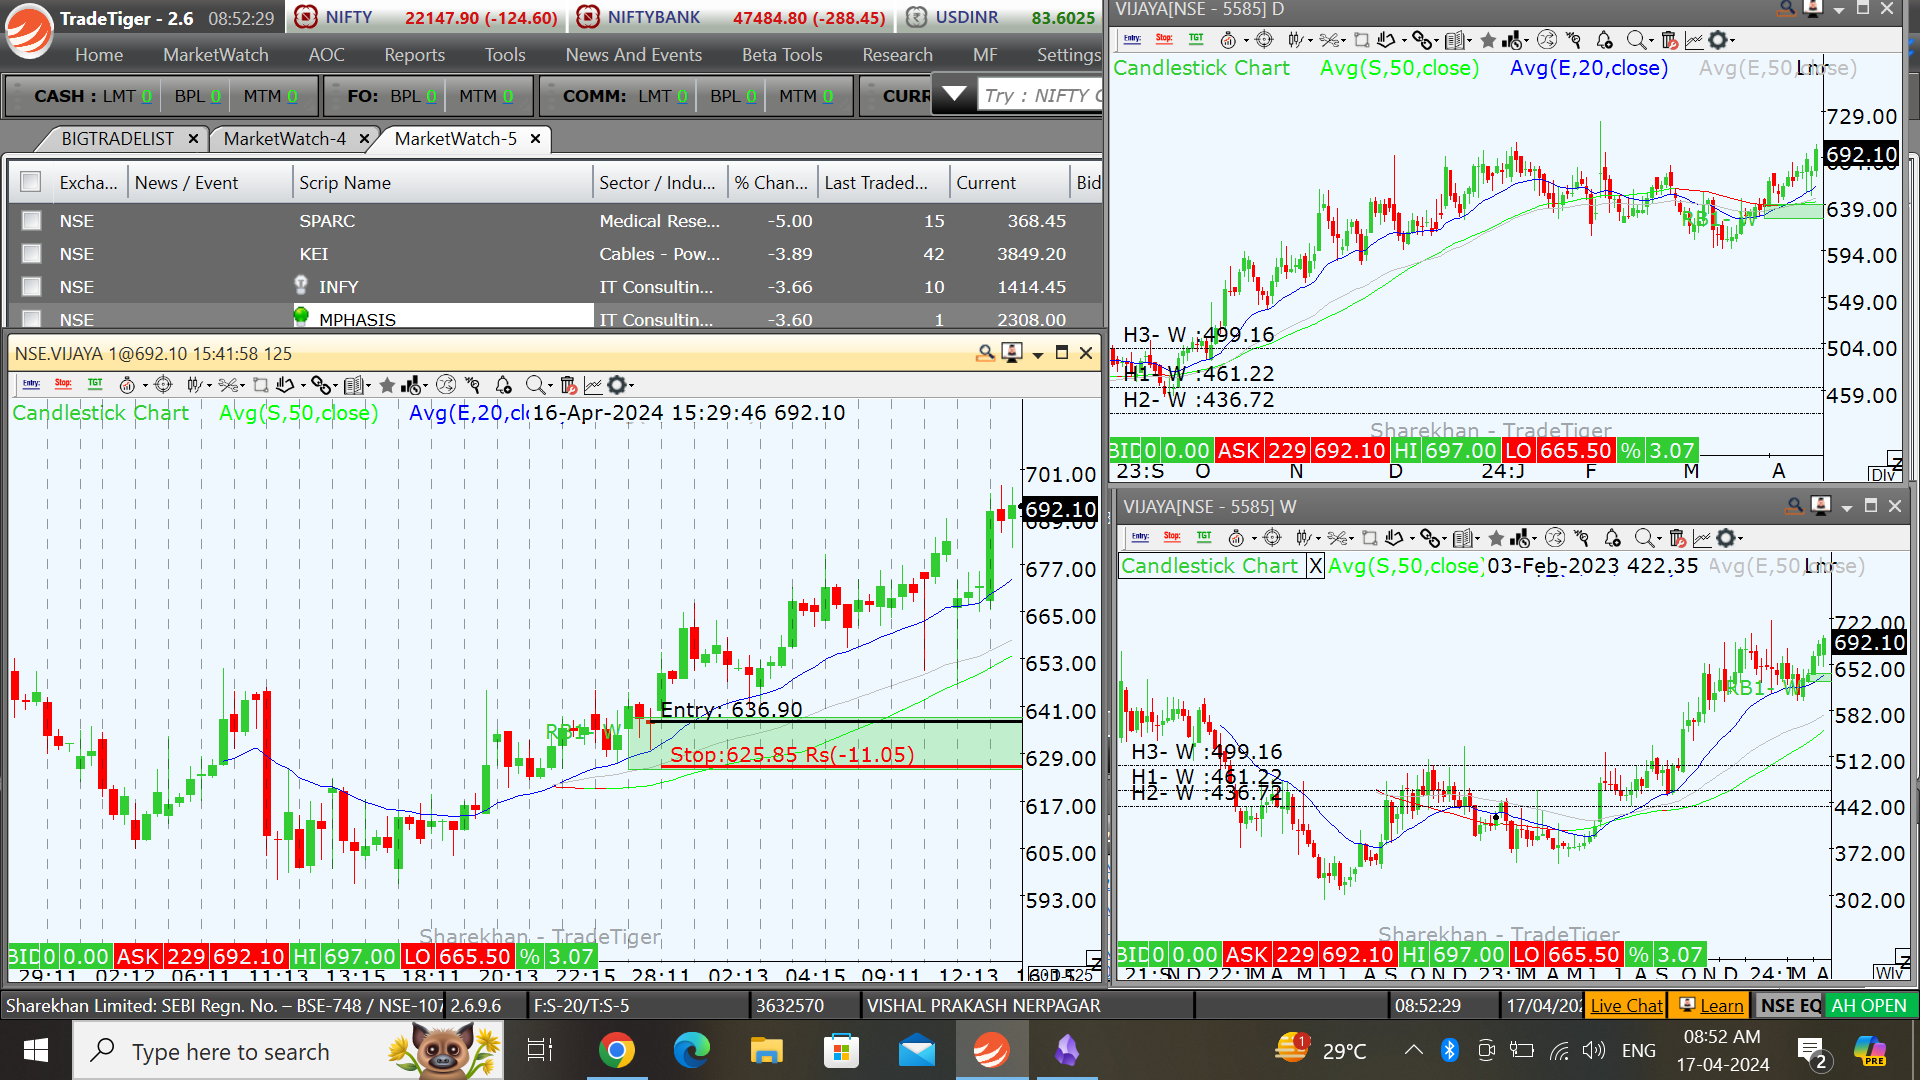 TradeTiger - 2.6 08:52:29 NIFTY 22147.90 (-124.60) NIFTYBANK 47484.80 (-288.45) USDINR 83.6025
Home MarketWatch AOC Reports Tools News And Events Beta Tools Research MF Settings
CASH : LMT 0 BPL 0 MTM 0 FO: BPL 0 MTM 0 COMM: LMT 0 BPL 0 MTM 0 CURR Try : NIFTY C
BIGTRADELIST × MarketWatch-4 × MarketWatch-5 ×
Excha... News / Event Scrip Name Sector / Indu... % Chan... Last Traded... Current Bid
NSE SPARC Medical Rese... -5.00 15 368.45
NSE KEI Cables - Pow... -3.89 42 3849.20
NSE INFY IT Consultin... -3.66 10 1414.45
NSE MPHASIS IT Consultin... -3.60 1 2308.00
NSE.VIJAYA 1@692.10 15:41:58 125
Entry: Stop: TGT
Candlestick Chart Avg(S,50,close) Avg(E,20,cl 16-Apr-2024 15:29:46 692.10
701.00
692.10
689.00
677.00
665.00
653.00
641.00
629.00
617.00
605.00
593.00
RB1- W
Entry: 636.90
Stop:625.85 Rs(-11.05)
Sharekhan - TradeTiger
BID 0 0.00 ASK 229 692.10 HI 697.00 LO 665.50 % 3.07
29:11 02:12 06:11 11:13 13:13 18:11 20:13 22:15 28:11 02:13 04:15 09:11 12:13
VIJAYA[NSE - 5585] D
Entry: Stop: TGT
Candlestick Chart Avg(S,50,close) Avg(E,20,close) Avg(E,50,close)
729.00
692.10
639.00
594.00
549.00
504.00
459.00
RB1- W
H3- W :499.16
H1- W :461.22
H2- W :436.72
Sharekhan - TradeTiger
BID 0 0.00 ASK 229 692.10 HI 697.00 LO 665.50 % 3.07
23:S O N D 24:J F M A DIV
VIJAYA[NSE - 5585] W
Entry: Stop: TGT
Candlestick Chart X Avg(S,50,close) 03-Feb-2023 422.35 Avg(E,50,close)
722.00
692.10
652.00
582.00
512.00
442.00
372.00
302.00
RB1- W
H3- W :499.16
H1- W :461.22
H2- W :436.72
Sharekhan - TradeTiger
BID 0 0.00 ASK 229 692.10 HI 697.00 LO 665.50 % 3.07
21:S N D 22:1 M A M J J A S O N D 23:1 M A M J J A S O N D 24:1 M A
Sharekhan Limited: SEBI Regn. No. – BSE-748 / NSE-107 2.6.9.6 F:S-20/T:S-5 3632570 VISHAL PRAKASH NERPAGAR 08:52:29 17/04/202 Live Chat Learn NSE EQ AH OPEN
Type here to search 1 29°C ENG 08:52 AM 2 PRE
17-04-2024